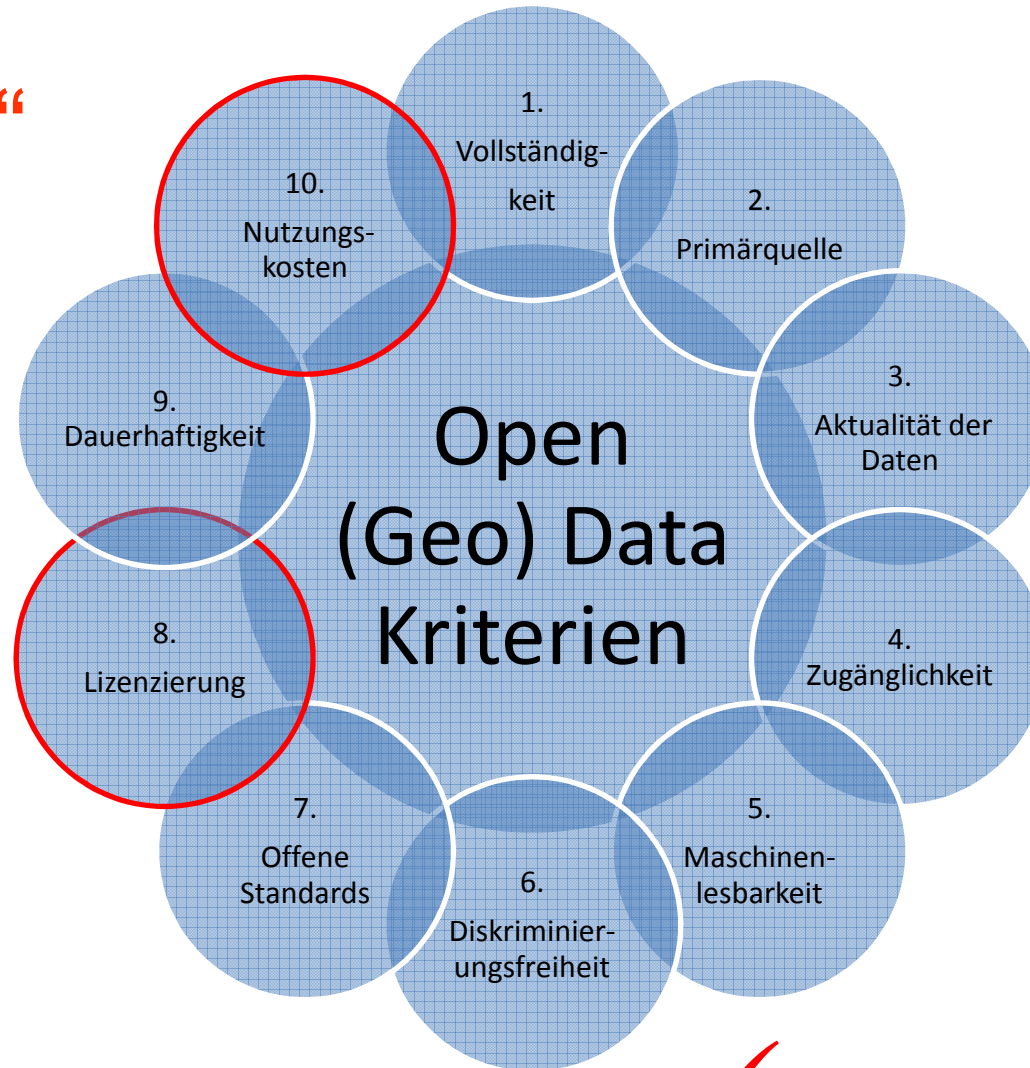 “
1.
Vollständig-
keit
2.
Primärquelle
3.
Aktualität der
Daten
4.
Zugänglichkeit
5.
Maschinen-
lesbarkeit
6.
Diskriminier-
ungsfreiheit
7.
Offene
Standards
8.
Lizenzierung
9.
Dauerhaftigkeit
10.
Nutzungs-
kosten
Open
(Geo) Data
Kriterien